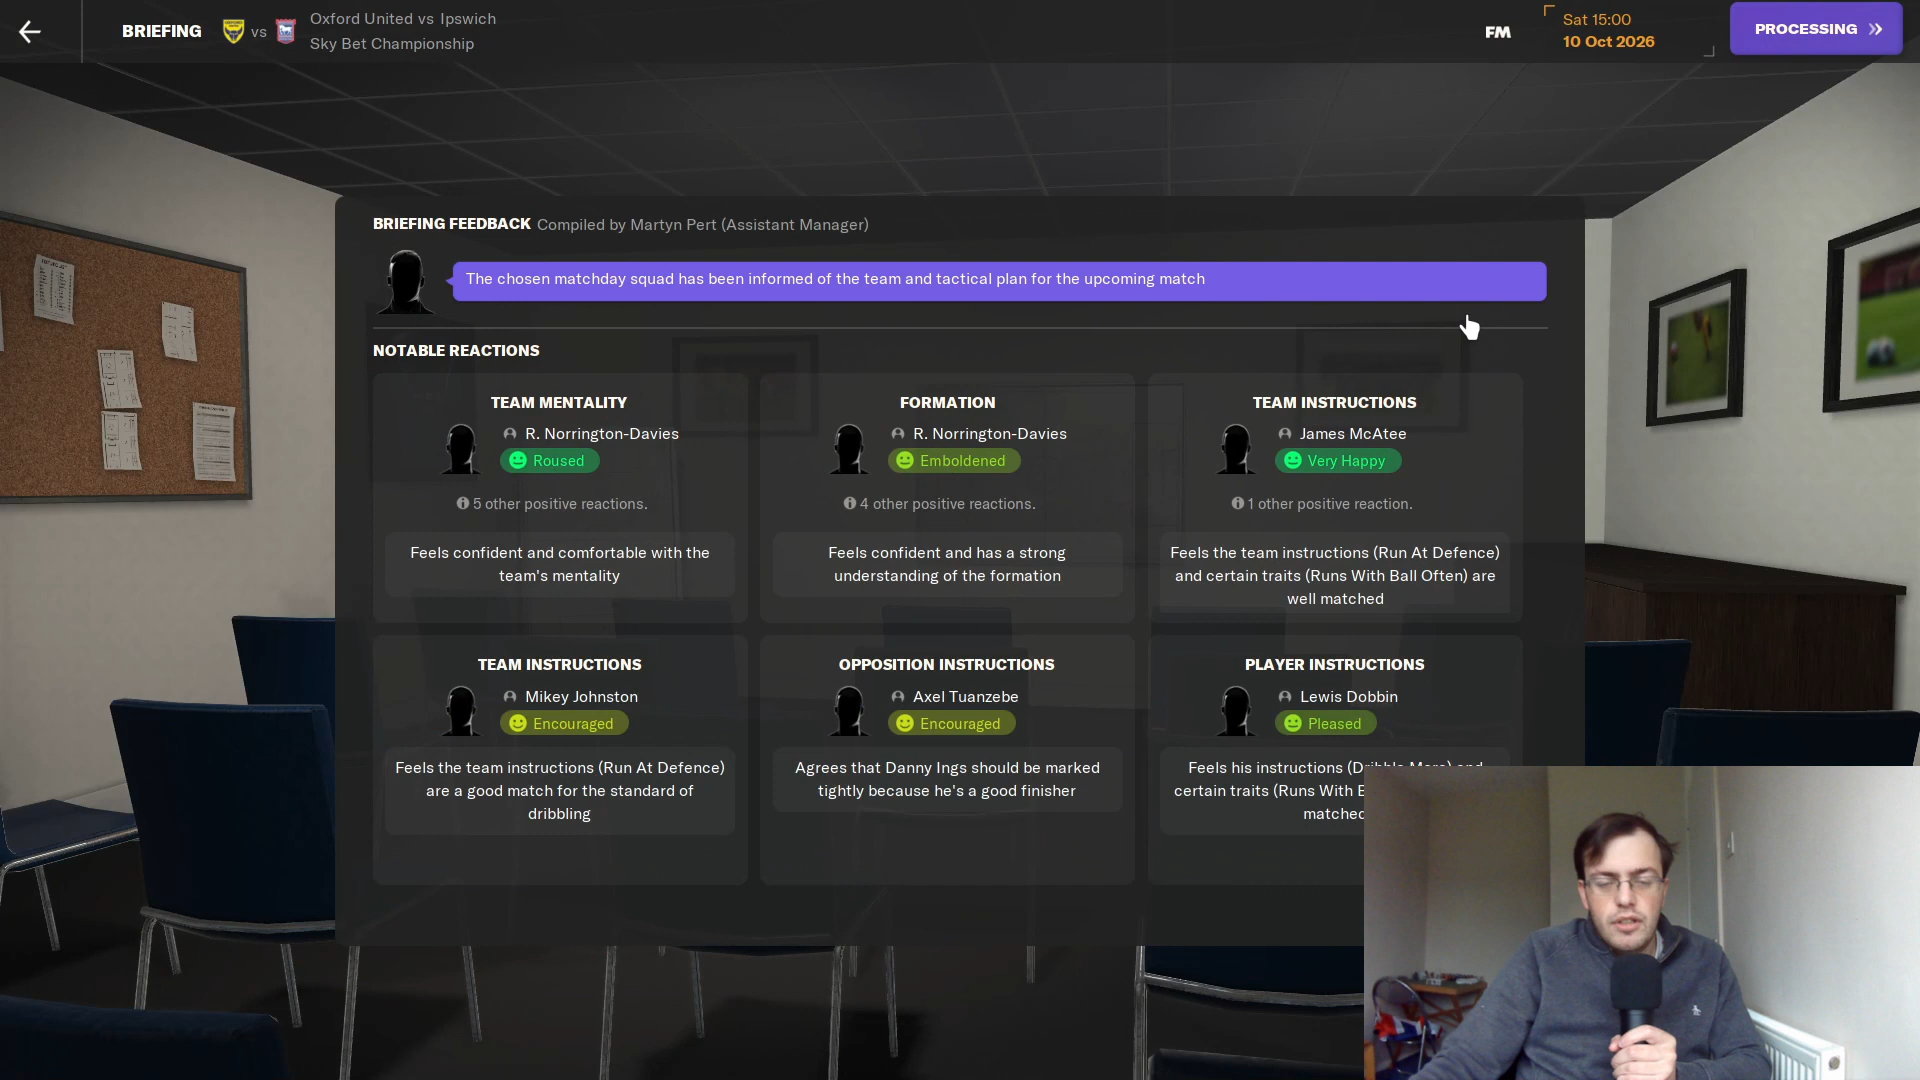 BRIEFING
vs
Oxford United vs Ipswich
Sky Bet Championship
FM
Sat 15:00
10 Oct 2026
PROCESSING
BRIEFING FEEDBACK Compiled by Martyn Pert (Assistant Manager)
The chosen matchday squad has been informed of the team and tactical plan for the upcoming match
NOTABLE REACTIONS
TEAM MENTALITY
R. Norrington-Davies
Roused
5 other positive reactions.
Feels confident and comfortable with the
team's mentality
FORMATION
R. Norrington-Davies
Emboldened
4 other positive reactions.
Feels confident and has a strong
understanding of the formation
TEAM INSTRUCTIONS
James McAtee
Very Happy
1 other positive reaction.
Feels the team instructions (Run At Defence)
and certain traits (Runs With Ball Often) are
well matched
TEAM INSTRUCTIONS
Mikey Johnston
Encouraged
Feels the team instructions (Run At Defence)
are a good match for the standard of
dribbling
OPPOSITION INSTRUCTIONS
Axel Tuanzebe
Encouraged
Agrees that Danny Ings should be marked
tightly because he's a good finisher
PLAYER INSTRUCTIONS
Lewis Dobbin
Pleased
Feels his instructions (Dribble More) and
certain traits (Runs With
matched